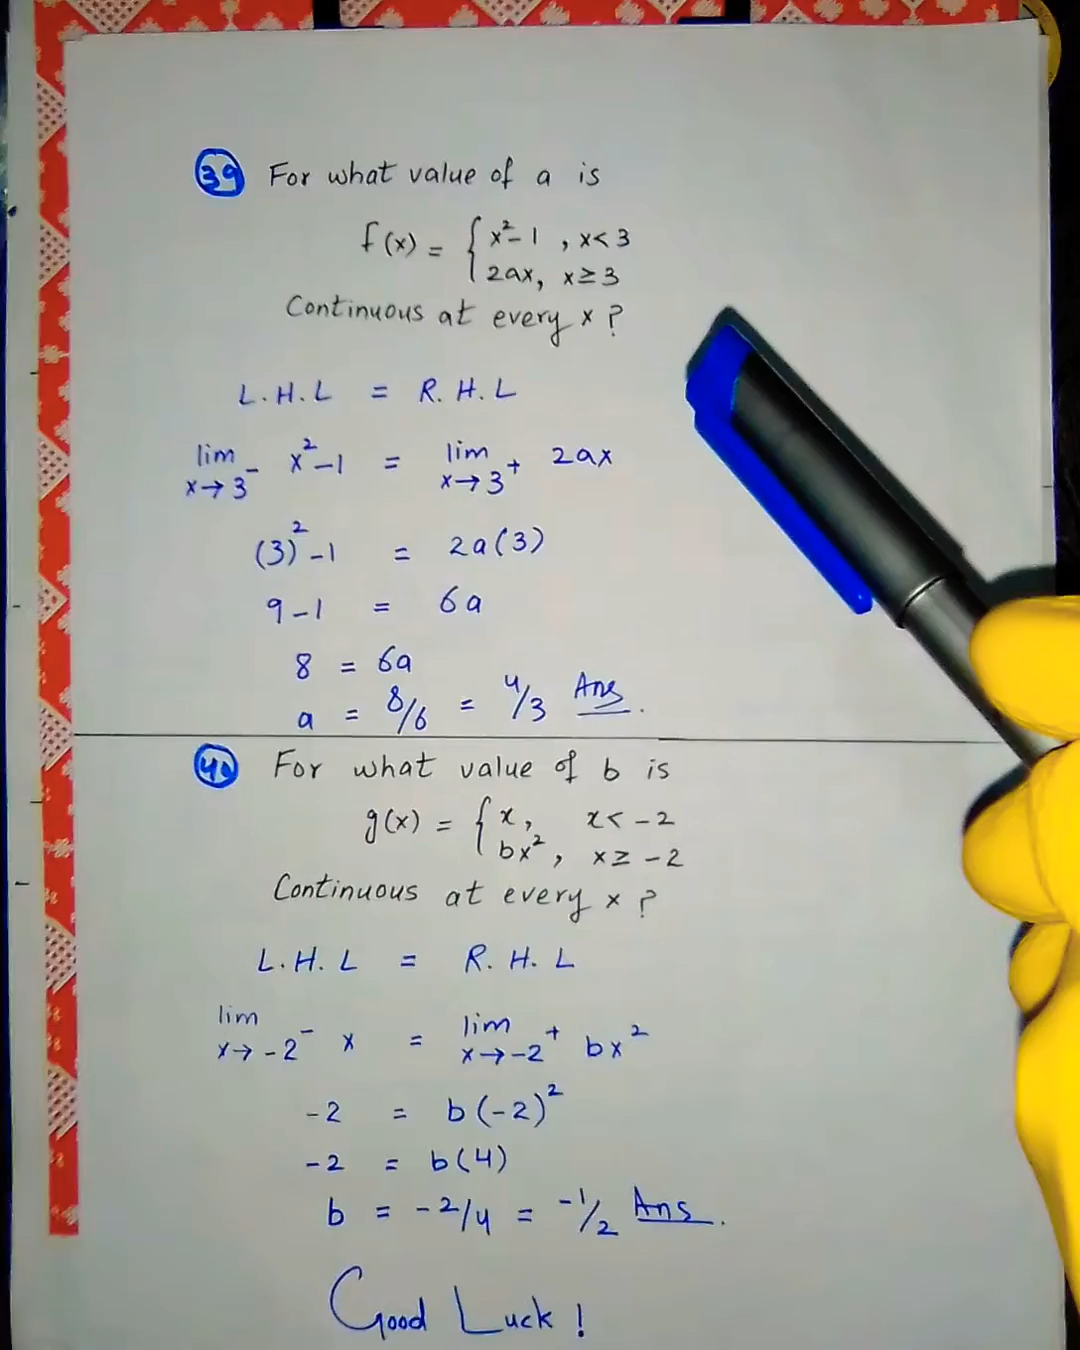 39 For what value of a is
f(x) = { x²-1 , x<3
2ax, x≥3
Continuous at every x ?
L.H.L = R.H.L
lim x→3⁻ x²-1 = lim x→3⁺ 2ax
(3)²-1 = 2a(3)
9-1 = 6a
8 = 6a
a = 8/6 = 4/3 Ans.
40 For what value of b is
g(x) = { x, x< -2
bx², x≥ -2
Continuous at every x ?
L.H.L = R.H.L
lim x→-2⁻ x = lim x→-2⁺ bx²
-2 = b(-2)²
-2 = b(4)
b = -2/4 = -1/2 Ans.
Good Luck !